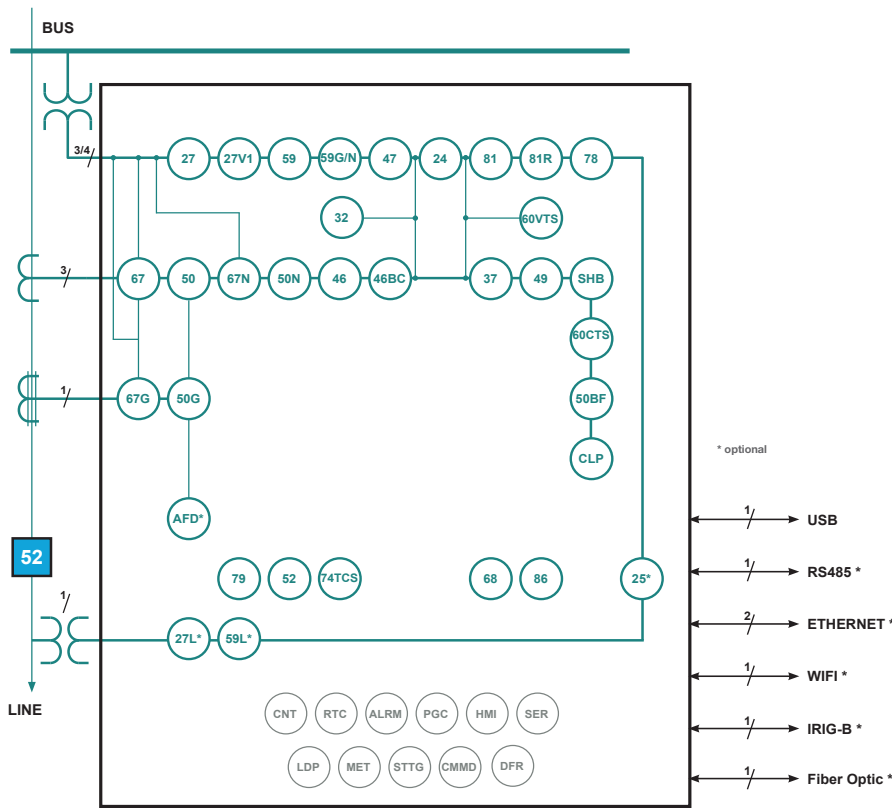 BUS
3/4
27 27V1 59 59G/N 47 24 81 81R 78
32 60VTS
3
67 50 67N 50N 46 46BC 37 49 SHB
60CTS
1
67G 50G 50BF
CLP
* optional
AFD*
1 USB
52
79 52 74TCS 68 86 25*
1 RS485 *
1
27L* 59L*
2 ETHERNET *
1 WIFI *
LINE
CNT RTC ALRM PGC HMI SER
1 IRIG-B *
LDP MET STTG CMMD DFR
1 Fiber Optic *